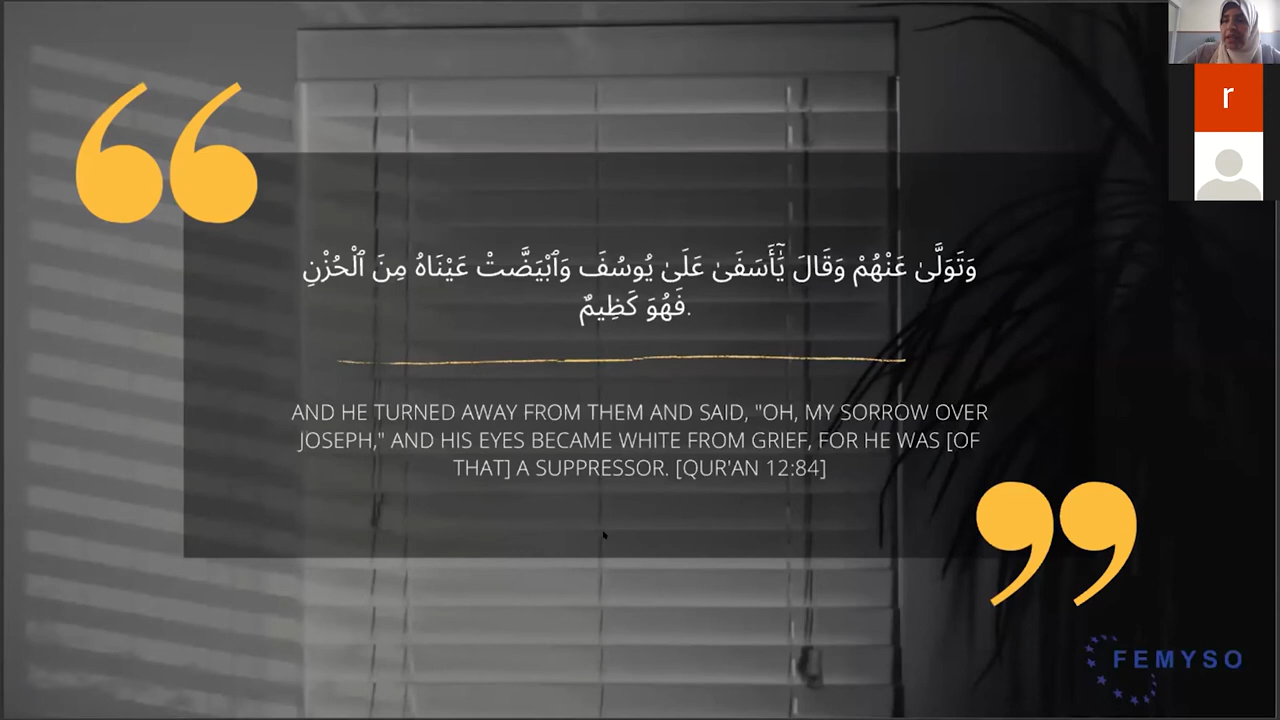 r
وَتَوَلَّىٰ عَنْهُمْ وَقَالَ يَٰٓأَسَفَىٰ عَلَىٰ يُوسُفَ وَٱبْيَضَّتْ عَيْنَاهُ مِنَ ٱلْحُزْنِ
فَهُوَ كَظِيمٌ.
AND HE TURNED AWAY FROM THEM AND SAID, "OH, MY SORROW OVER
JOSEPH," AND HIS EYES BECAME WHITE FROM GRIEF, FOR HE WAS [OF
THAT] A SUPPRESSOR. [QUR'AN 12:84]
FEMYSO